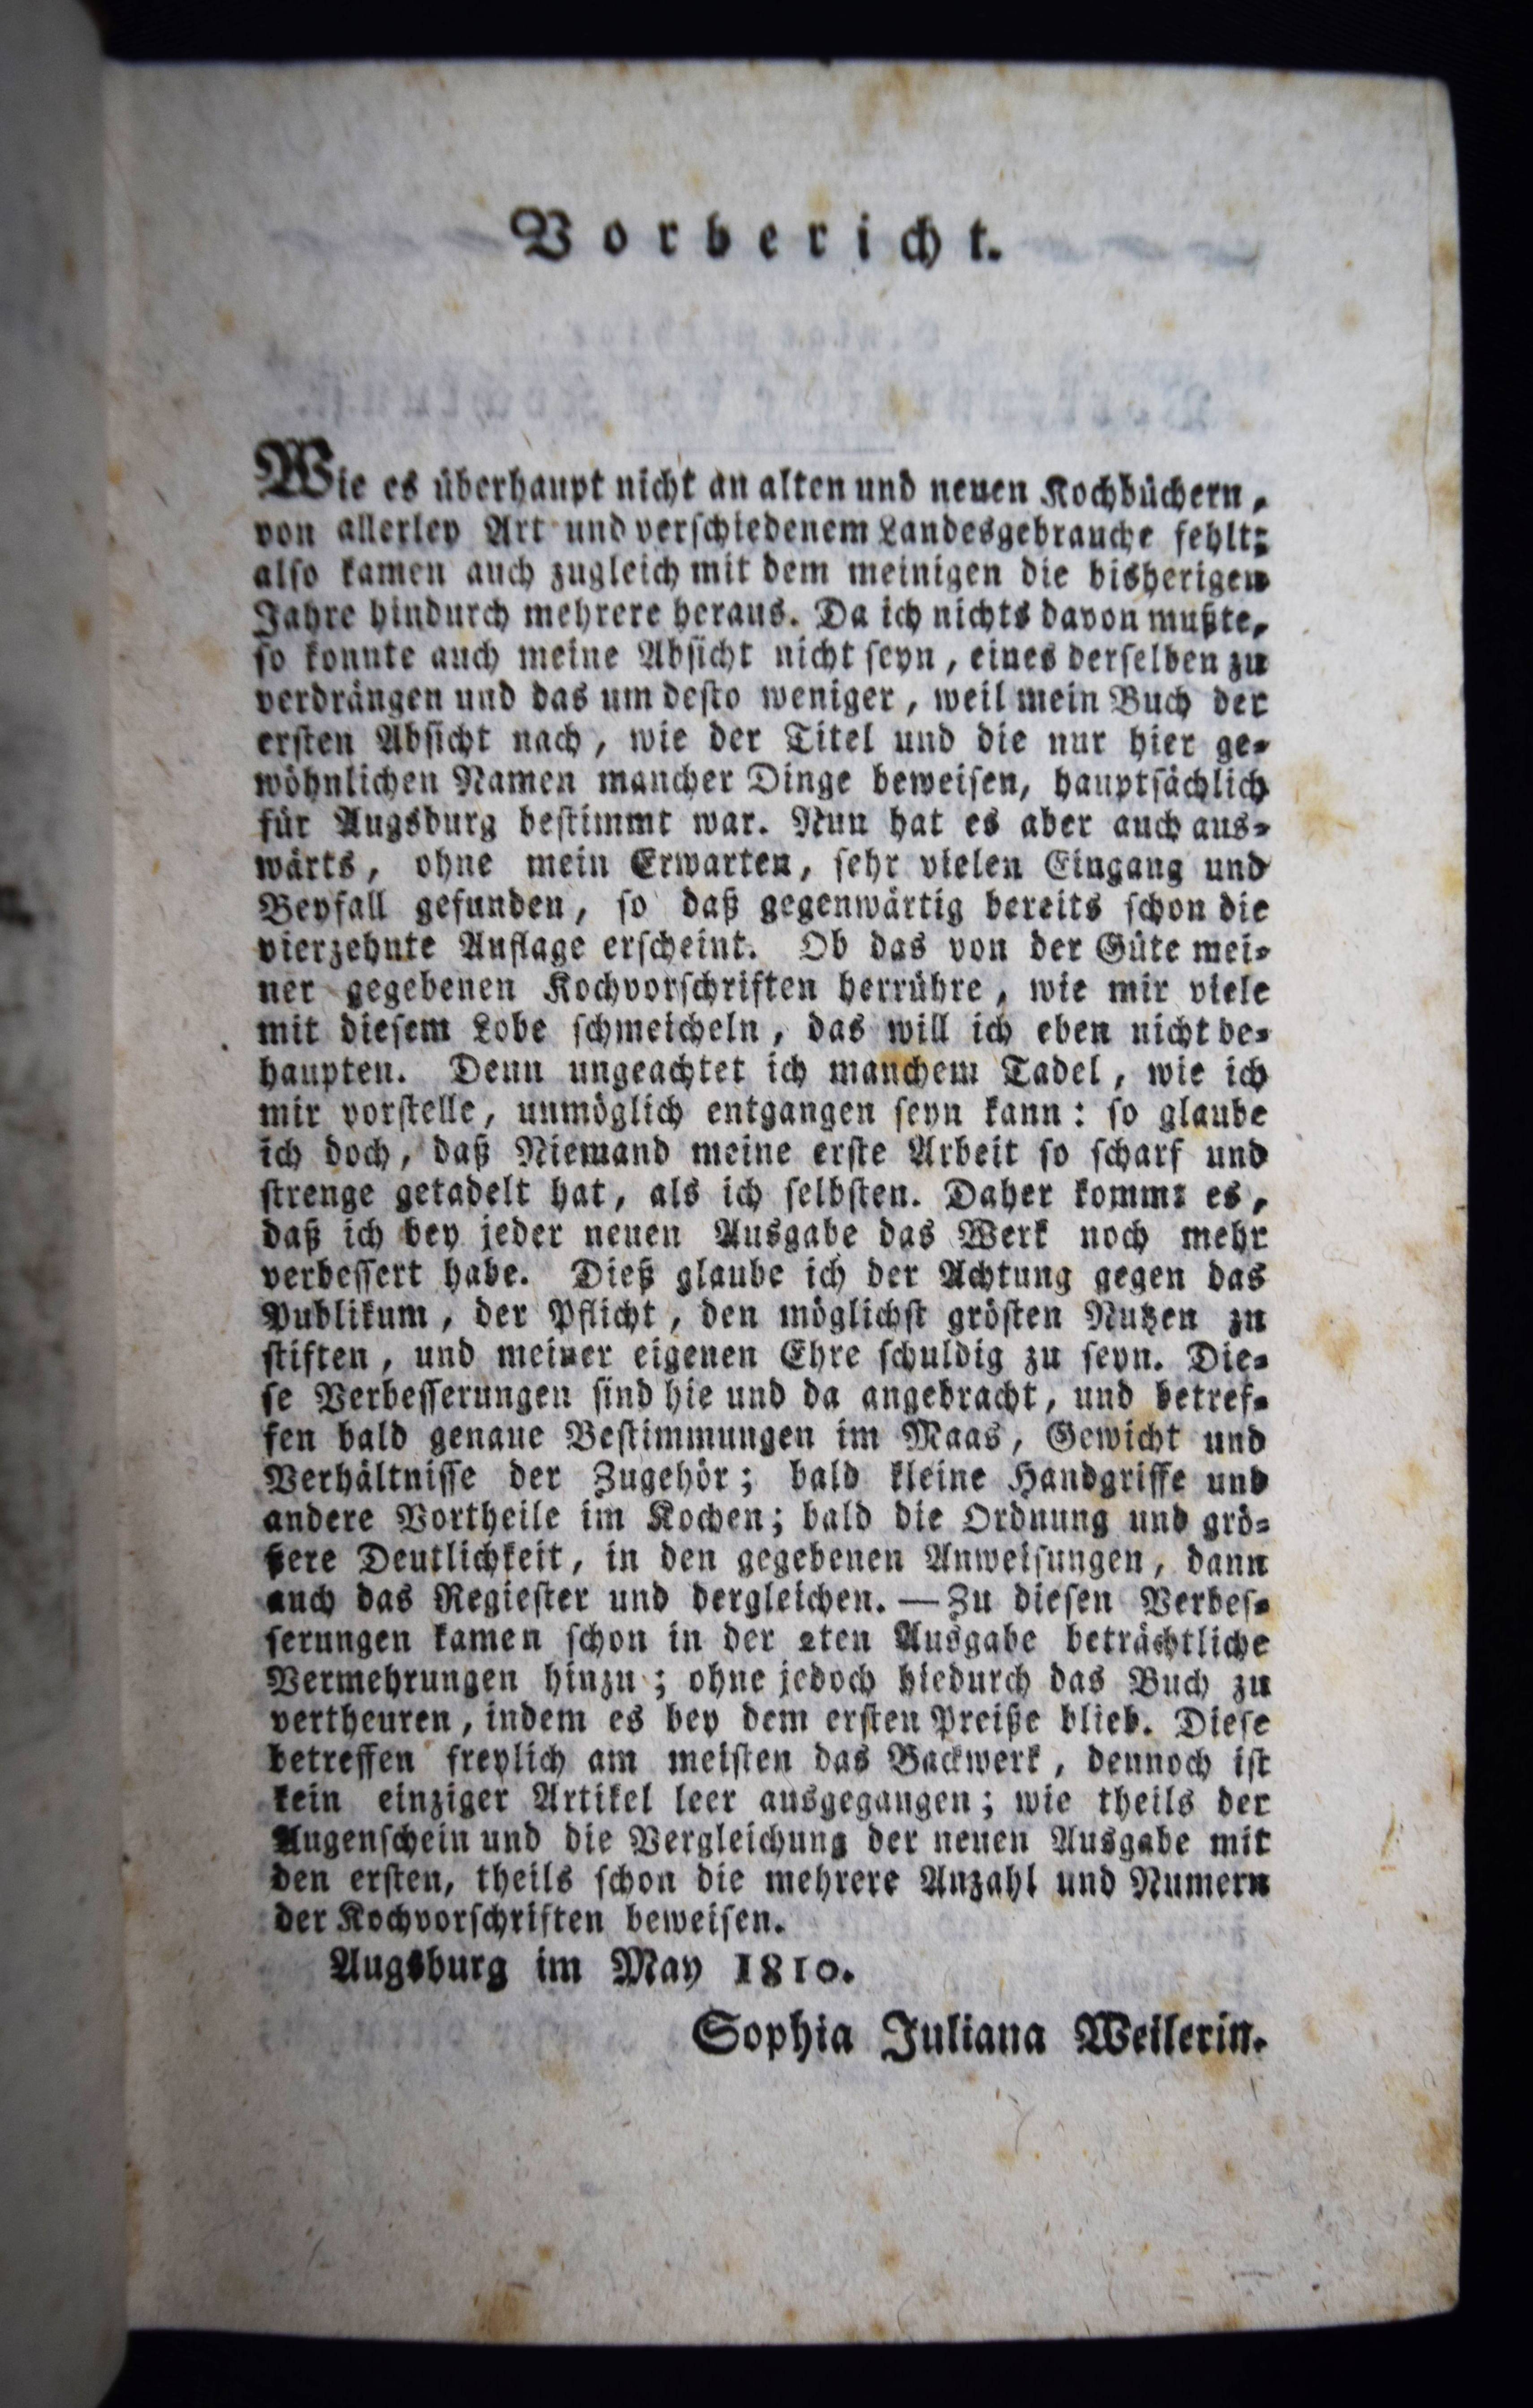 Vorbericht.
Wie es überhaupt nicht an alten und neuen Kochbüchern,
von allerley Art und verschiedenem Landesgebrauche fehlt:
also kamen auch zugleich mit dem meinigen die bisherigen
Jahre hindurch mehrere heraus. Da ich nichts davon mußte,
so konnte auch meine Absicht nicht seyn, eines derselben zu
verdrängen und das um desto weniger, weil mein Buch der
ersten Absicht nach, wie der Titel und die nur hier ge-
wöhnlichen Namen mancher Dinge beweisen, hauptsächlich
für Augsburg bestimmt war. Nun hat es aber auch aus-
wärts, ohne mein Erwarten, sehr vielen Eingang und
Beyfall gefunden, so daß gegenwärtig bereits schon die
vierzehnte Auflage erscheint. Ob das von der Güte mei-
ner gegebenen Kochvorschriften herrühre, wie mir viele
mit diesem Lobe schmeicheln, das will ich eben nicht be-
haupten. Denn ungeachtet ich manchem Tadel, wie ich
mir vorstelle, unmöglich entgangen seyn kann: so glaube
ich doch, daß Niemand meine erste Arbeit so scharf und
strenge getadelt hat, als ich selbsten. Daher kommt es,
daß ich bey jeder neuen Ausgabe das Werk noch mehr
verbessert habe. Dieß glaube ich der Achtung gegen das
Publikum, der Pflicht, den möglichst grösten Nutzen zu
stiften, und meiner eigenen Ehre schuldig zu seyn. Die-
se Verbesserungen sind hie und da angebracht, und betref-
fen bald genaue Bestimmungen im Maas, Gewicht und
Verhältnisse der Zugehör; bald kleine Handgriffe und
andere Vortheile im Kochen; bald die Ordnung und grö-
ßere Deutlichkeit, in den gegebenen Anweisungen, dann
auch das Regiester und dergleichen. — Zu diesen Verbes-
serungen kamen schon in der 2ten Ausgabe beträchtliche
Vermehrungen hinzu; ohne jedoch hiedurch das Buch zu
vertheuren, indem es bey dem ersten Preiße blieb. Diese
betreffen freylich am meisten das Backwerk, dennoch ist
kein einziger Artikel leer ausgegangen; wie theils der
Augenschein und die Vergleichung der neuen Ausgabe mit
den ersten, theils schon die mehrere Anzahl und Numern
der Kochvorschriften beweisen.
Augsburg im May 1810.
Sophia Juliana Weilerin.